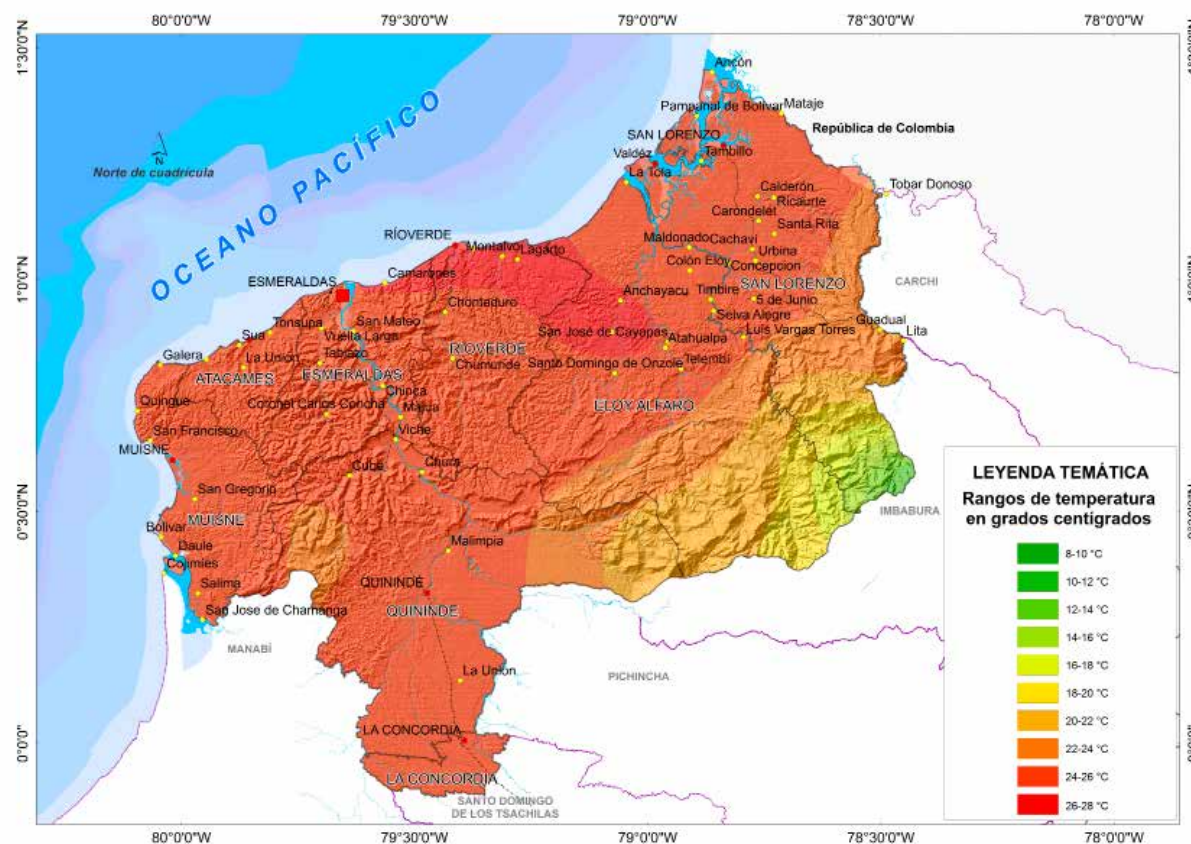 80°0'0"W 79°30'0"W 79°0'0"W 78°30'0"W 78°0'0"W
1°30'0"N
Ancón
Pampanal de Bolívar
Mataje
República de Colombia
SAN LORENZO
Valdéz
Tambillo
La Tola
Tobar Donoso
Norte de cuadrícula
N
OCEANO PACÍFICO
Calderón
Ricaurte
Carondelet
Santa Rita
RÍOVERDE
Montalvo
Lagarto
Maldonado
Cachaví
Urbina
Colón Eloy
Concepcion
SAN LORENZO
CARCHI
1°0'0"N
ESMERALDAS
Camarones
Anchayacu
Timbire
5 de Junio
Chontaduro
Selva Alegre
Guadual
Lita
Tonsupa
San Mateo
San José de Cayapas
Atahualpa
Luis Vargas Torres
Sua
Vuelta Larga
RÍOVERDE
Galera
La Unión
Tabiazo
Chumunde
Santo Domingo de Onzole
Telembí
ATACAMES
ESMERALDAS
Chinca
Quingue
Coronel Carlos Concha
Majua
ELOY ALFARO
San Francisco
Viche
MUISNE
Cube
Chura
San Gregorio
MUISNE
0°30'0"N
IMBABURA
Bolívar
Daule
Malimpia
Cojimíes
QUININDÉ
Salima
QUININDE
San Jose de Chamanga
MANABÍ
PICHINCHA
La Union
LA CONCORDIA
0°0'0"
LA CONCORDIA
SANTO DOMINGO
DE LOS TSACHILAS
LEYENDA TEMÁTICA
Rangos de temperatura
en grados centígrados
8-10 °C
10-12 °C
12-14 °C
14-16 °C
16-18 °C
18-20 °C
20-22 °C
22-24 °C
24-26 °C
26-28 °C
80°0'0"W 79°30'0"W 79°0'0"W 78°30'0"W 78°0'0"W